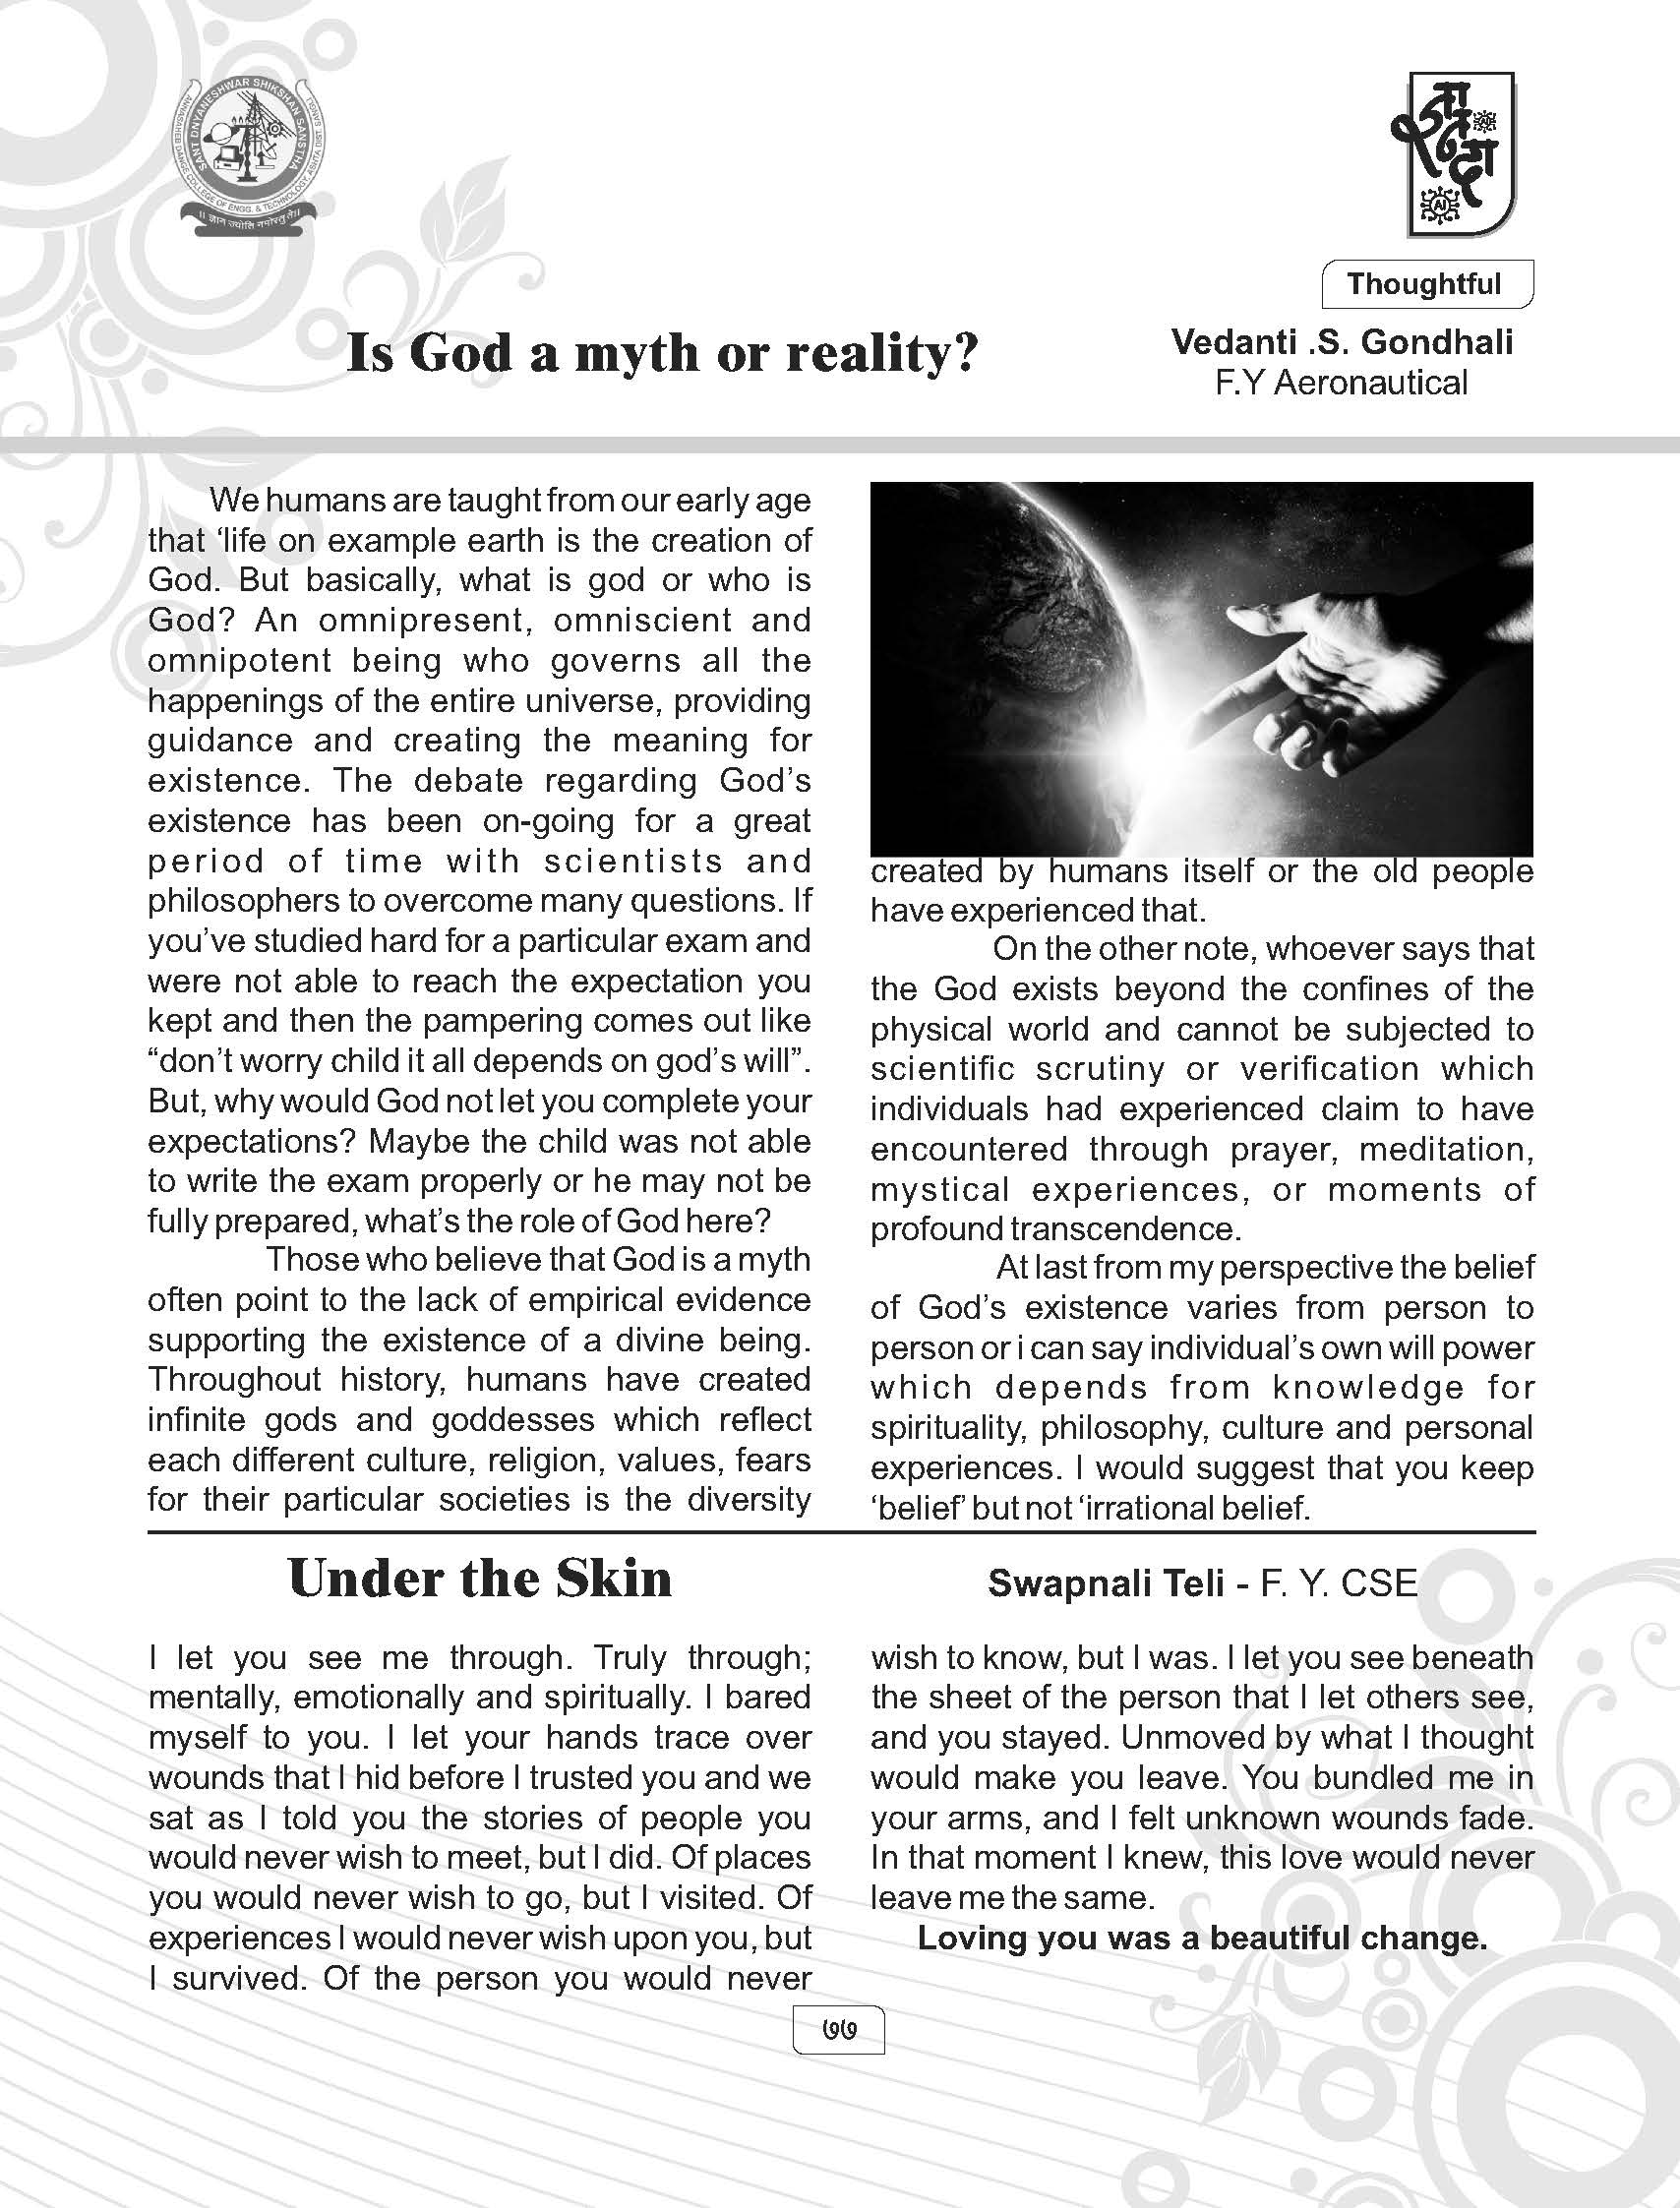 SANT DNYANESHWAR SHIKSHAN SANSTHA
ANNASAHEB DANGE COLLEGE OF ENGG. & TECHNOLOGY, ASHTA DIST. SANGLI
AI
AI
Thoughtful
Is God a myth or reality?
Vedanti .S. Gondhali
F.Y Aeronautical
We humans are taught from our early age
that ‘life on example earth is the creation of
God. But basically, what is god or who is
God? An omnipresent, omniscient and
omnipotent being who governs all the
happenings of the entire universe, providing
guidance and creating the meaning for
existence. The debate regarding God’s
existence has been on-going for a great
period of time with scientists and
philosophers to overcome many questions. If
you’ve studied hard for a particular exam and
were not able to reach the expectation you
kept and then the pampering comes out like
“don’t worry child it all depends on god’s will”.
But, why would God not let you complete your
expectations? Maybe the child was not able
to write the exam properly or he may not be
fully prepared, what’s the role of God here?
Those who believe that God is a myth
often point to the lack of empirical evidence
supporting the existence of a divine being.
Throughout history, humans have created
infinite gods and goddesses which reflect
each different culture, religion, values, fears
for their particular societies is the diversity
created by humans itself or the old people
have experienced that.
On the other note, whoever says that
the God exists beyond the confines of the
physical world and cannot be subjected to
scientific scrutiny or verification which
individuals had experienced claim to have
encountered through prayer, meditation,
mystical experiences, or moments of
profound transcendence.
At last from my perspective the belief
of God’s existence varies from person to
person or i can say individual’s own will power
which depends from knowledge for
spirituality, philosophy, culture and personal
experiences. I would suggest that you keep
‘belief’ but not ‘irrational belief.
Under the Skin
Swapnali Teli - F. Y. CSE
I let you see me through. Truly through;
mentally, emotionally and spiritually. I bared
myself to you. I let your hands trace over
wounds that I hid before I trusted you and we
sat as I told you the stories of people you
would never wish to meet, but I did. Of places
you would never wish to go, but I visited. Of
experiences I would never wish upon you, but
I survived. Of the person you would never
wish to know, but I was. I let you see beneath
the sheet of the person that I let others see,
and you stayed. Unmoved by what I thought
would make you leave. You bundled me in
your arms, and I felt unknown wounds fade.
In that moment I knew, this love would never
leave me the same.
Loving you was a beautiful change.
७७